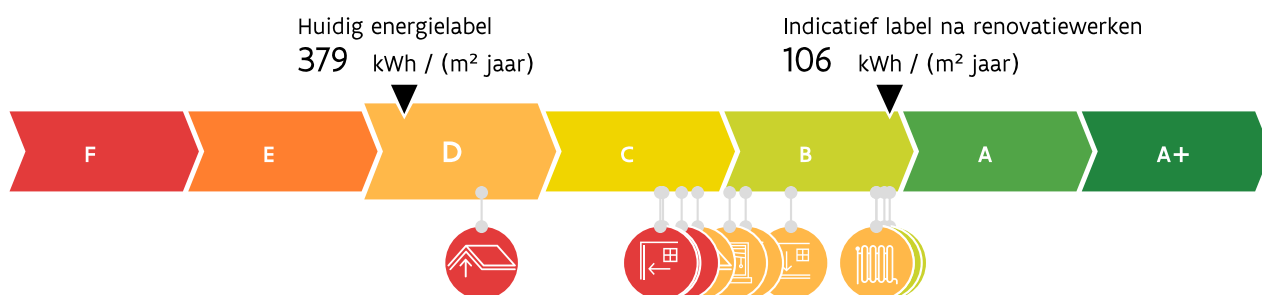 Huidig energielabel
379 kWh / (m² jaar)
Indicatief label na renovatiewerken
106 kWh / (m² jaar)
F E D C B A A+